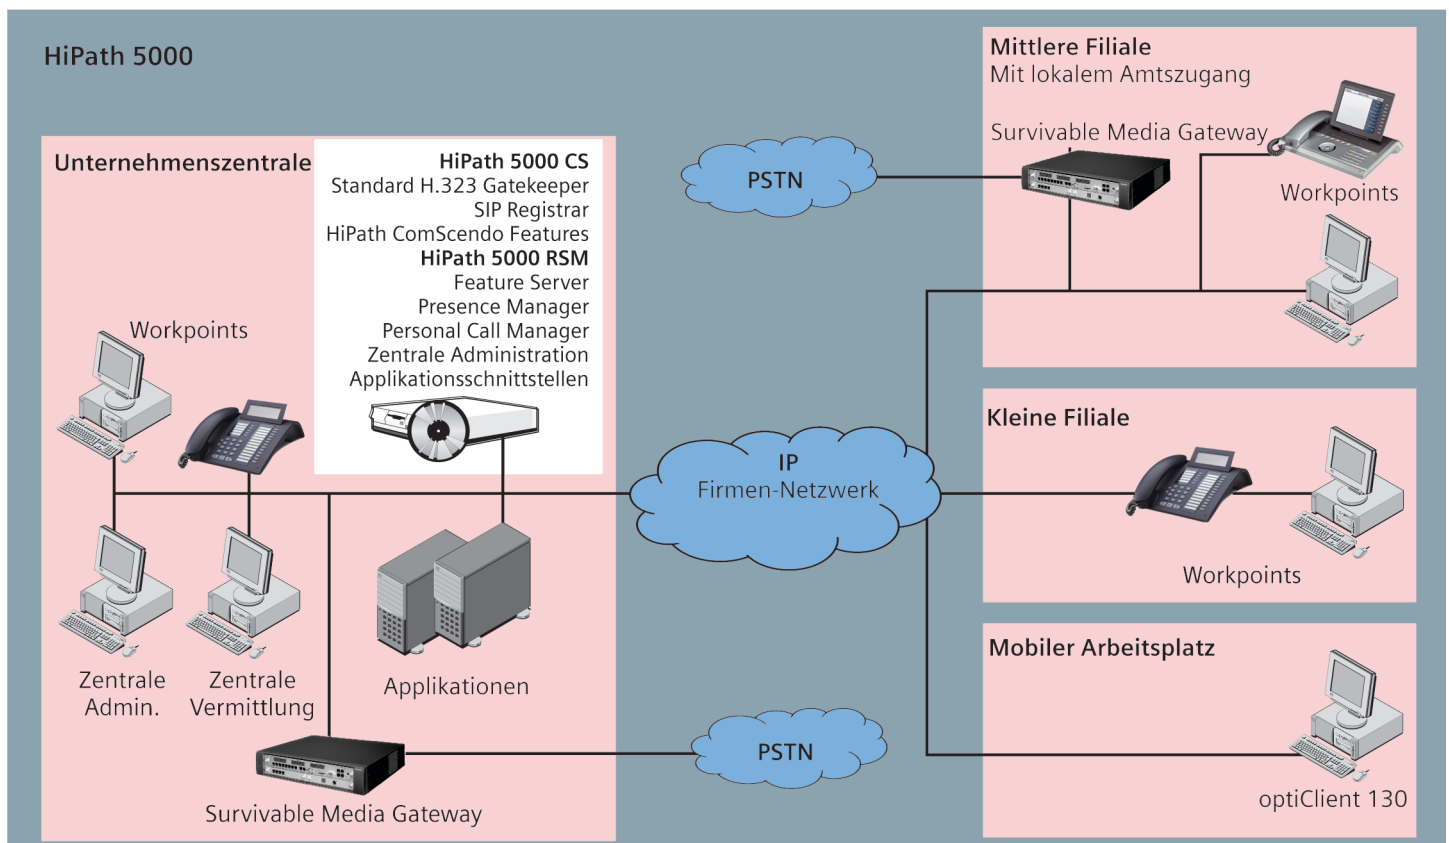 HiPath 5000
Unternehmenszentrale
HiPath 5000 CS
Standard H.323 Gatekeeper
SIP Registrar
HiPath ComScendo Features
HiPath 5000 RSM
Feature Server
Presence Manager
Personal Call Manager
Zentrale Administration
Applikationsschnittstellen
Workpoints
Zentrale
Admin.
Zentrale
Vermittlung
Applikationen
Survivable Media Gateway
PSTN
IP
Firmen-Netzwerk
PSTN
Mittlere Filiale
Mit lokalem Amtszugang
Survivable Media Gateway
Workpoints
Kleine Filiale
Workpoints
Mobiler Arbeitsplatz
optiClient 130